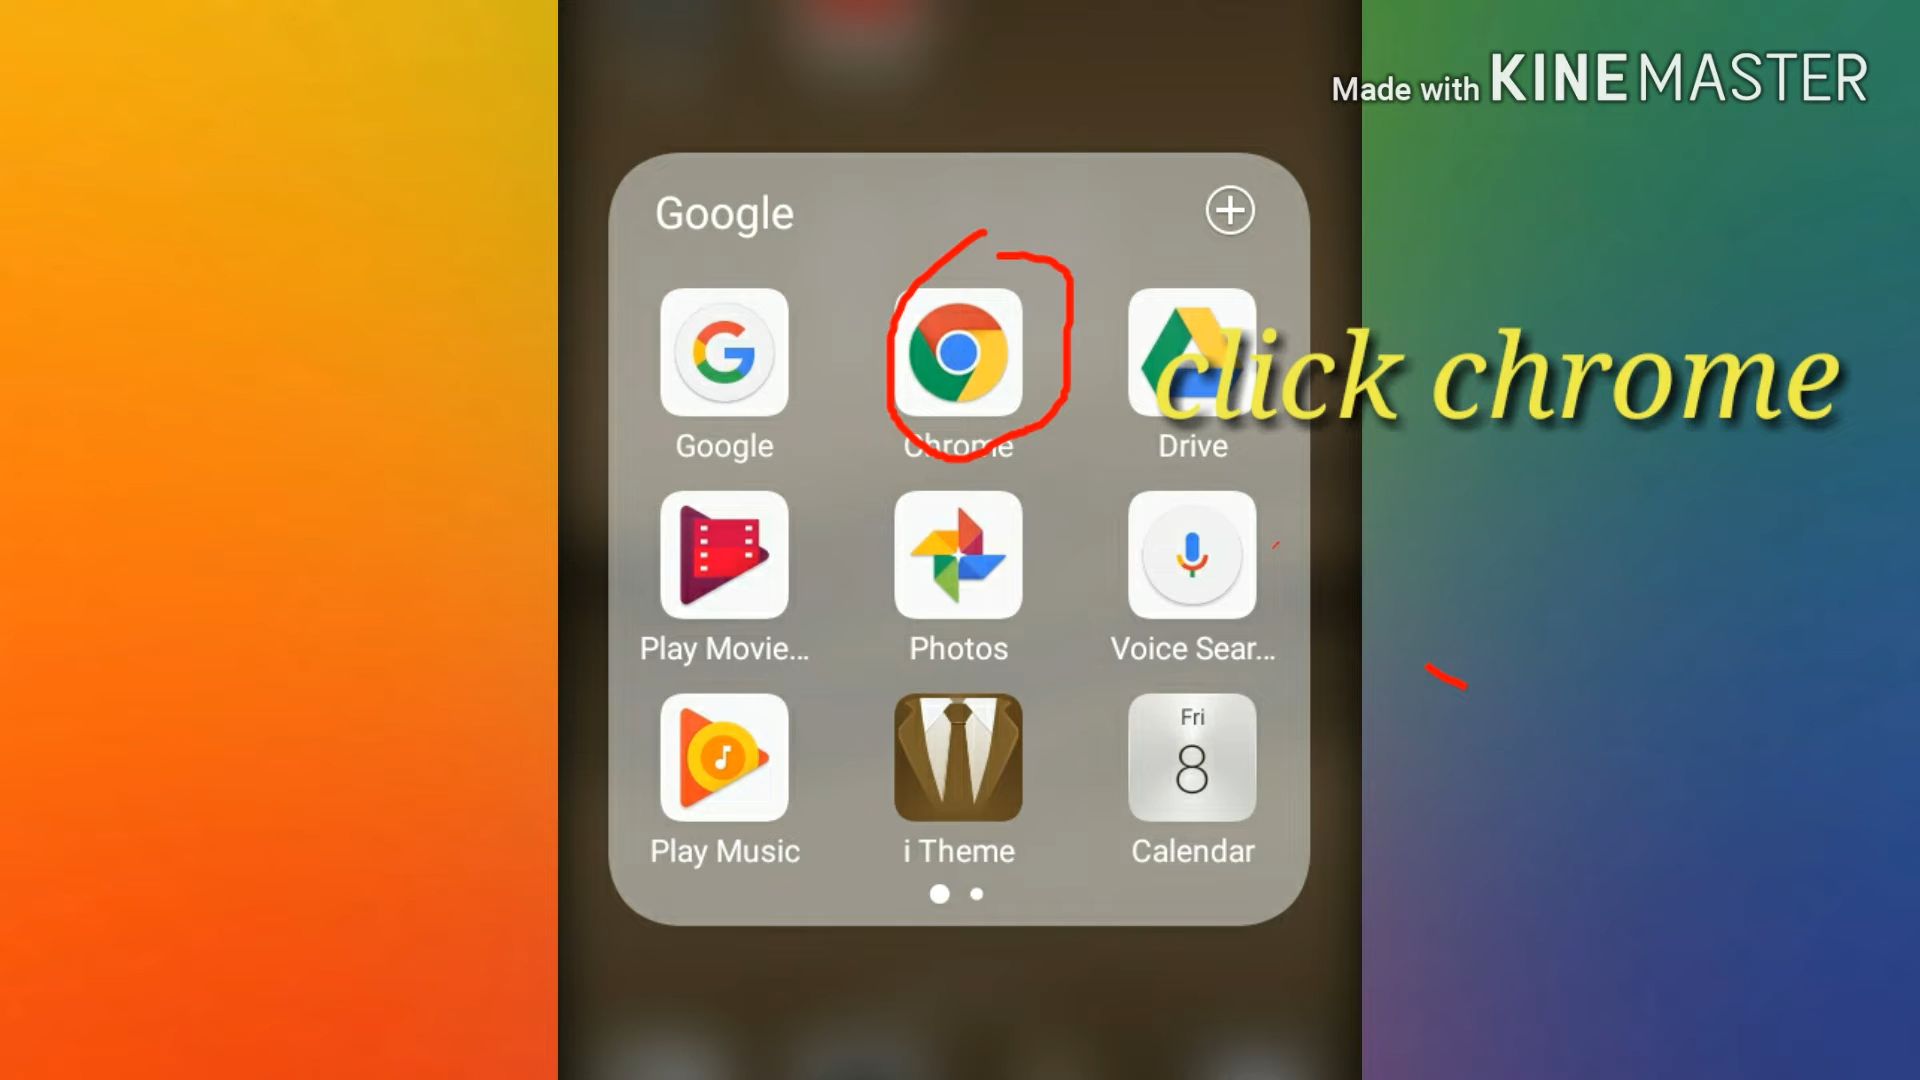 Made with KINEMASTER
Google
click chrome
Google
Chrome
Drive
Play Movie...
Photos
Voice Sear...
Fri
8
Play Music
i Theme
Calendar